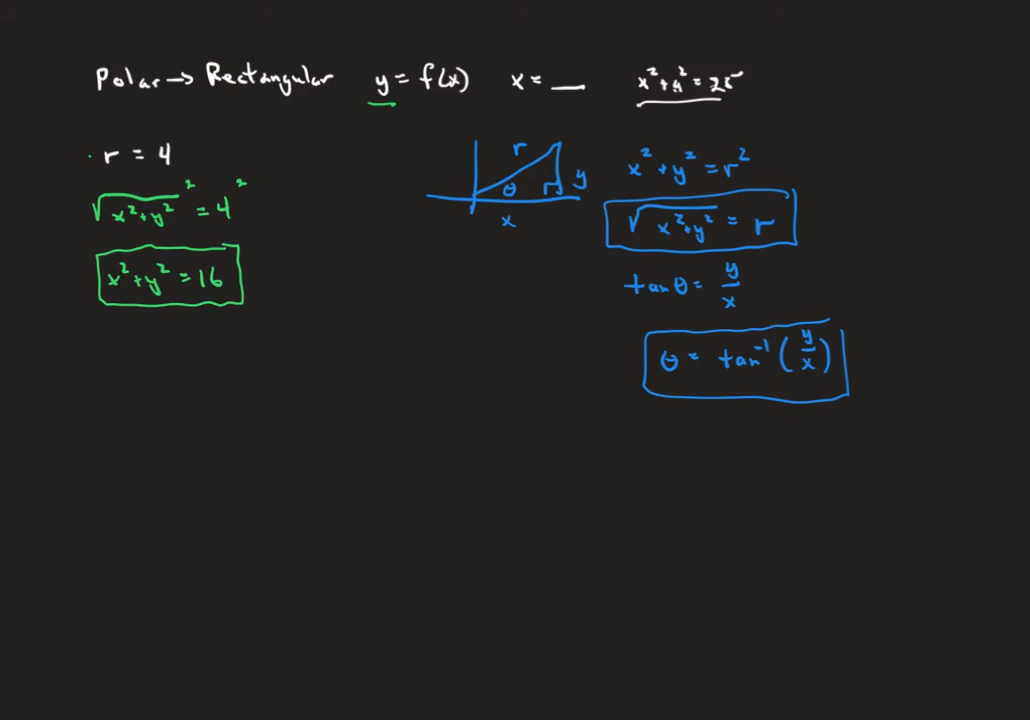 Polar → Rectangular y = f(x) x = __ x² + y² = 25
r = 4
√(x² + y²)² = 4²
x² + y² = 16
r
θ
y
x
x² + y² = r²
√(x² + y²) = r
tan θ = y/x
θ = tan⁻¹(y/x)